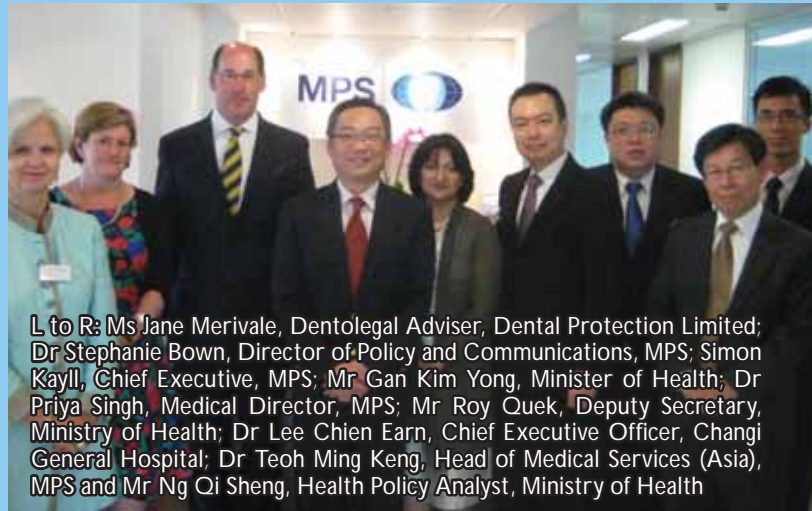 MPS
L to R: Ms Jane Merivale, Dentolegal Adviser, Dental Protection Limited;
Dr Stephanie Bown, Director of Policy and Communications, MPS; Simon
Kayll, Chief Executive, MPS; Mr Gan Kim Yong, Minister of Health; Dr
Priya Singh, Medical Director, MPS; Mr Roy Quek, Deputy Secretary,
Ministry of Health; Dr Lee Chien Earn, Chief Executive Officer, Changi
General Hospital; Dr Teoh Ming Keng, Head of Medical Services (Asia),
MPS and Mr Ng Qi Sheng, Health Policy Analyst, Ministry of Health